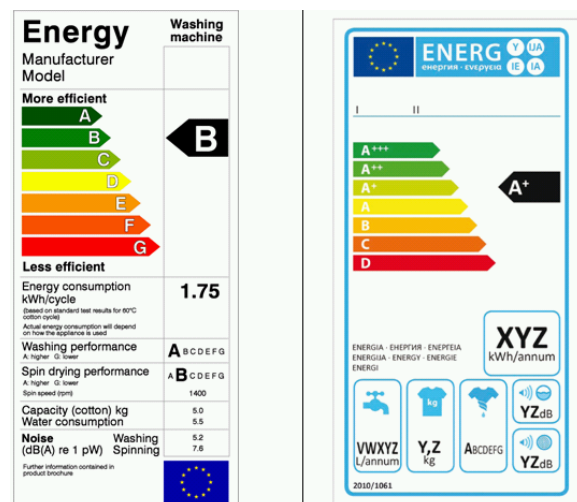 Energy
Washing
machine
Manufacturer
Model
More efficient
A
B
C
D
E
F
G
B
Less efficient
Energy consumption
kWh/cycle
1.75
(based on standard test results for 60°C
cotton cycle)
Actual energy consumption will depend
on how the appliance is used
Washing performance
A: higher G: lower
A B C D E F G
Spin drying performance
A: higher G: lower
A B C D E F G
Spin speed (rpm)
1400
Capacity (cotton) kg
5.0
Water consumption
5.5
Noise
(dB(A) re 1 pW)
Washing
5.2
Spinning
7.6
Further information contained in
product brochure
ENERG
енергия · ενεργεια
Y
IJA
IE
IA
I
II
A+++
A++
A+
A
B
C
D
A+
ENERGIA · ЕНЕРГИЯ · ΕΝΕΡΓΕΙΑ
ENERGIJA · ENERGY · ENERGIE
ENERGI
XYZ
kWh/annum
VWXYZ
L/annum
kg
Y,Z
kg
ABCDEFG
YZdB
YZdB
2010/1061